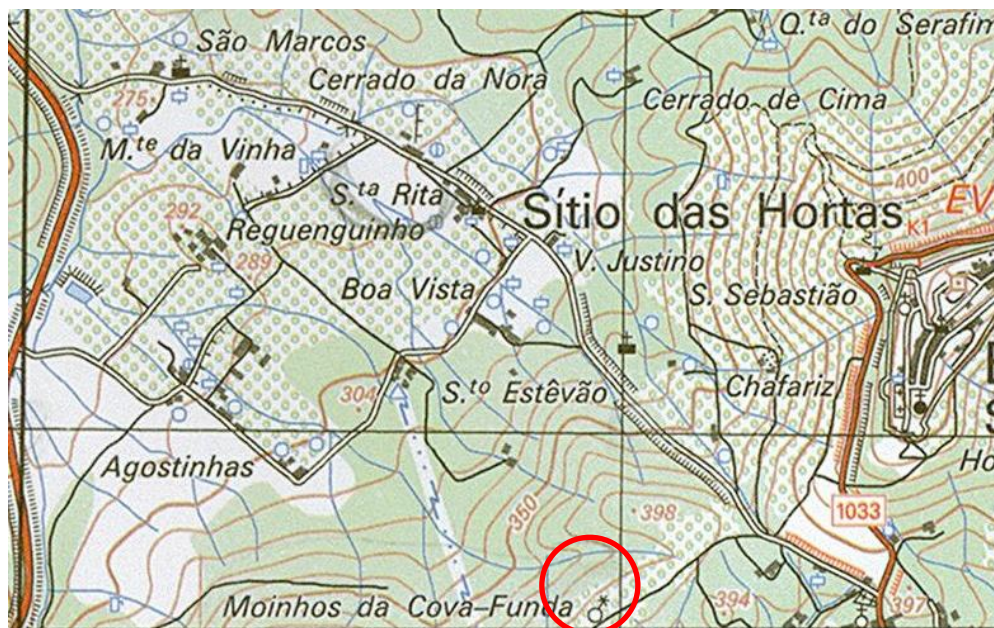 Q.ta do Serafim
São Marcos
Cerrado da Nora
275
Cerrado de Cima
M.te da Vinha
400
S.ta Rita
292
Sítio das Hortas
EV
K1
Reguenguinho
289
V. Justino
Boa Vista
S. Sebastião
304
S.to Estêvão
Chafariz
Agostinhas
Ho
350
398
1033
Moinhos da Cova-Funda
394
397